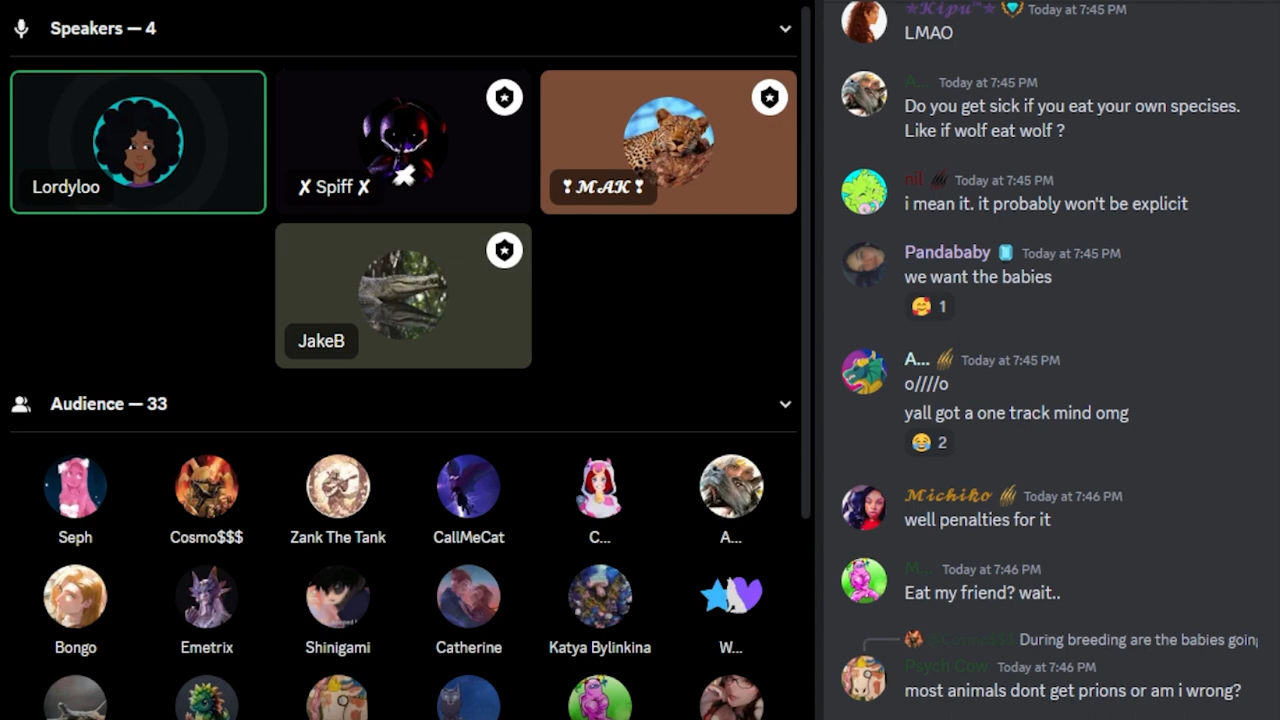 Speakers — 4
Lordyloo
✗ Spiff ✗
❣𝓜𝓐𝓚❣
JakeB
Audience — 33
Seph
Cosmo$$$
Zank The Tank
CallMeCat
C...
A...
Bongo
Emetrix
Shinigami
Catherine
Katya Bylinkina
W...
★𝓚𝓲𝓹𝓾™★ Today at 7:45 PM
LMAO
A... Today at 7:45 PM
Do you get sick if you eat your own specises.
Like if wolf eat wolf ?
nil Today at 7:45 PM
i mean it. it probably won't be explicit
Pandababy Today at 7:45 PM
we want the babies
🥰 1
A... Today at 7:45 PM
o////o
yall got a one track mind omg
😂 2
𝓜𝓲𝓬𝓱𝓲𝓴𝓸 Today at 7:46 PM
well penalties for it
M... Today at 7:46 PM
Eat my friend? wait..
@Cosmo$$$ During breeding are the babies going
Psych Cow Today at 7:46 PM
most animals dont get prions or am i wrong?